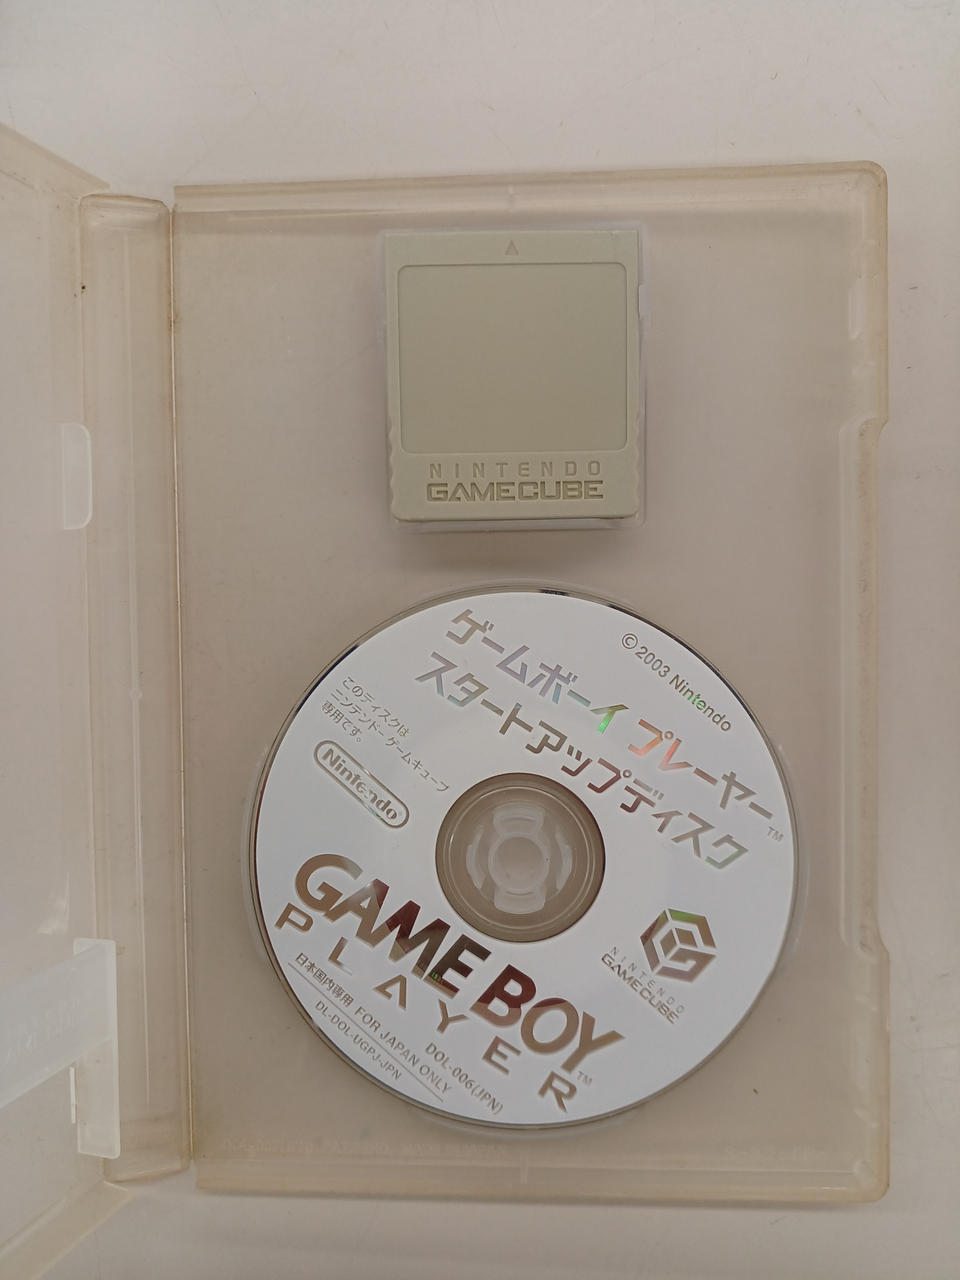 NINTENDO
GAMECUBE
© 2003 Nintendo
ゲームボーイ プレーヤー™
スタートアップディスク
このディスクは
ニンテンドー ゲームキューブ
専用です。
Nintendo
NINTENDO
GAMECUBE
GAME BOY™
PLAYER
DOL-006(JPN)
日本国内専用 FOR JAPAN ONLY
DL-DOL-UGPJ-JPN